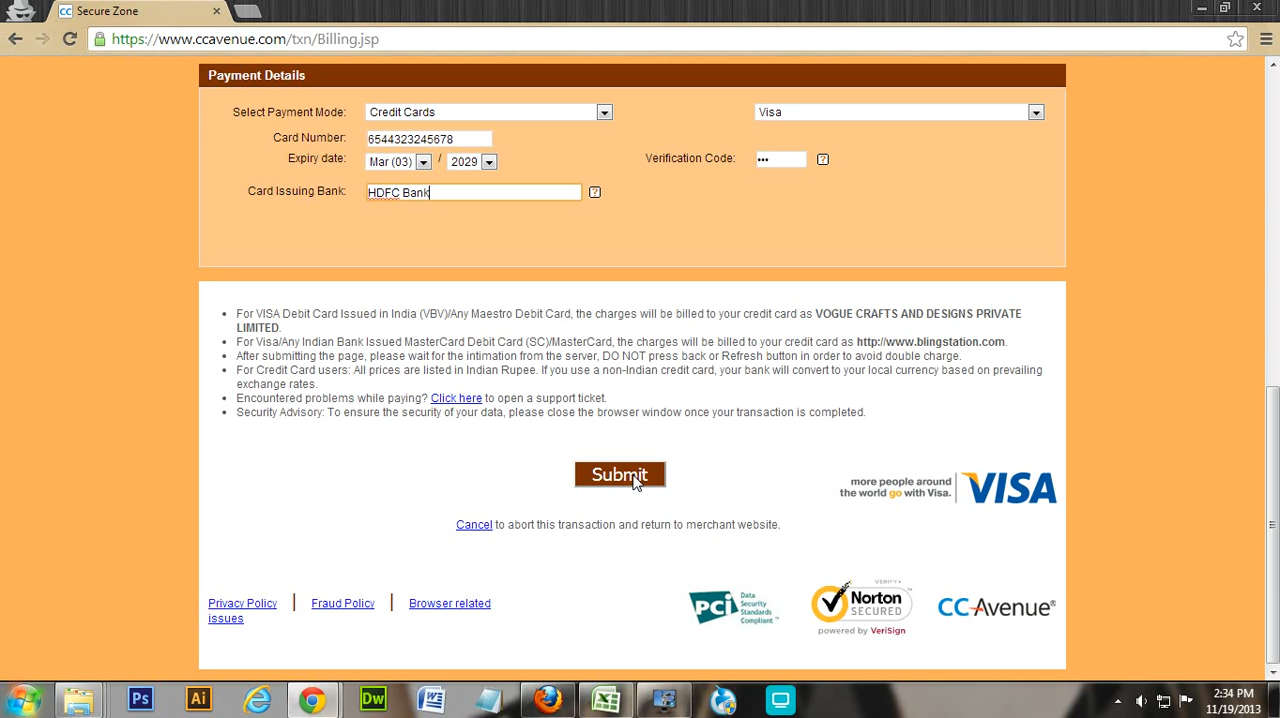 Secure Zone
https://www.ccavenue.com/txn/Billing.jsp
Payment Details
Select Payment Mode: Credit Cards Visa
Card Number: 6544323245678
Expiry date: Mar (03) / 2029 Verification Code: ••• ?
Card Issuing Bank: HDFC Bank ?
• For VISA Debit Card Issued in India (VBV)/Any Maestro Debit Card, the charges will be billed to your credit card as VOGUE CRAFTS AND DESIGNS PRIVATE
LIMITED.
• For Visa/Any Indian Bank Issued MasterCard Debit Card (SC)/MasterCard, the charges will be billed to your credit card as http://www.blingstation.com.
• After submitting the page, please wait for the intimation from the server, DO NOT press back or Refresh button in order to avoid double charge.
• For Credit Card users: All prices are listed in Indian Rupee. If you use a non-Indian credit card, your bank will convert to your local currency based on prevailing
exchange rates.
• Encountered problems while paying? Click here to open a support ticket.
• Security Advisory: To ensure the security of your data, please close the browser window once your transaction is completed.
Submit
more people around
the world go with Visa. VISA
Cancel to abort this transaction and return to merchant website.
Privacy Policy | Fraud Policy | Browser related
issues
PCI Data
Security
Standards
Compliant
VERIFY
Norton
SECURED
powered by VeriSign
CCAvenue®
Ps Ai Dw
2:34 PM
11/19/2013